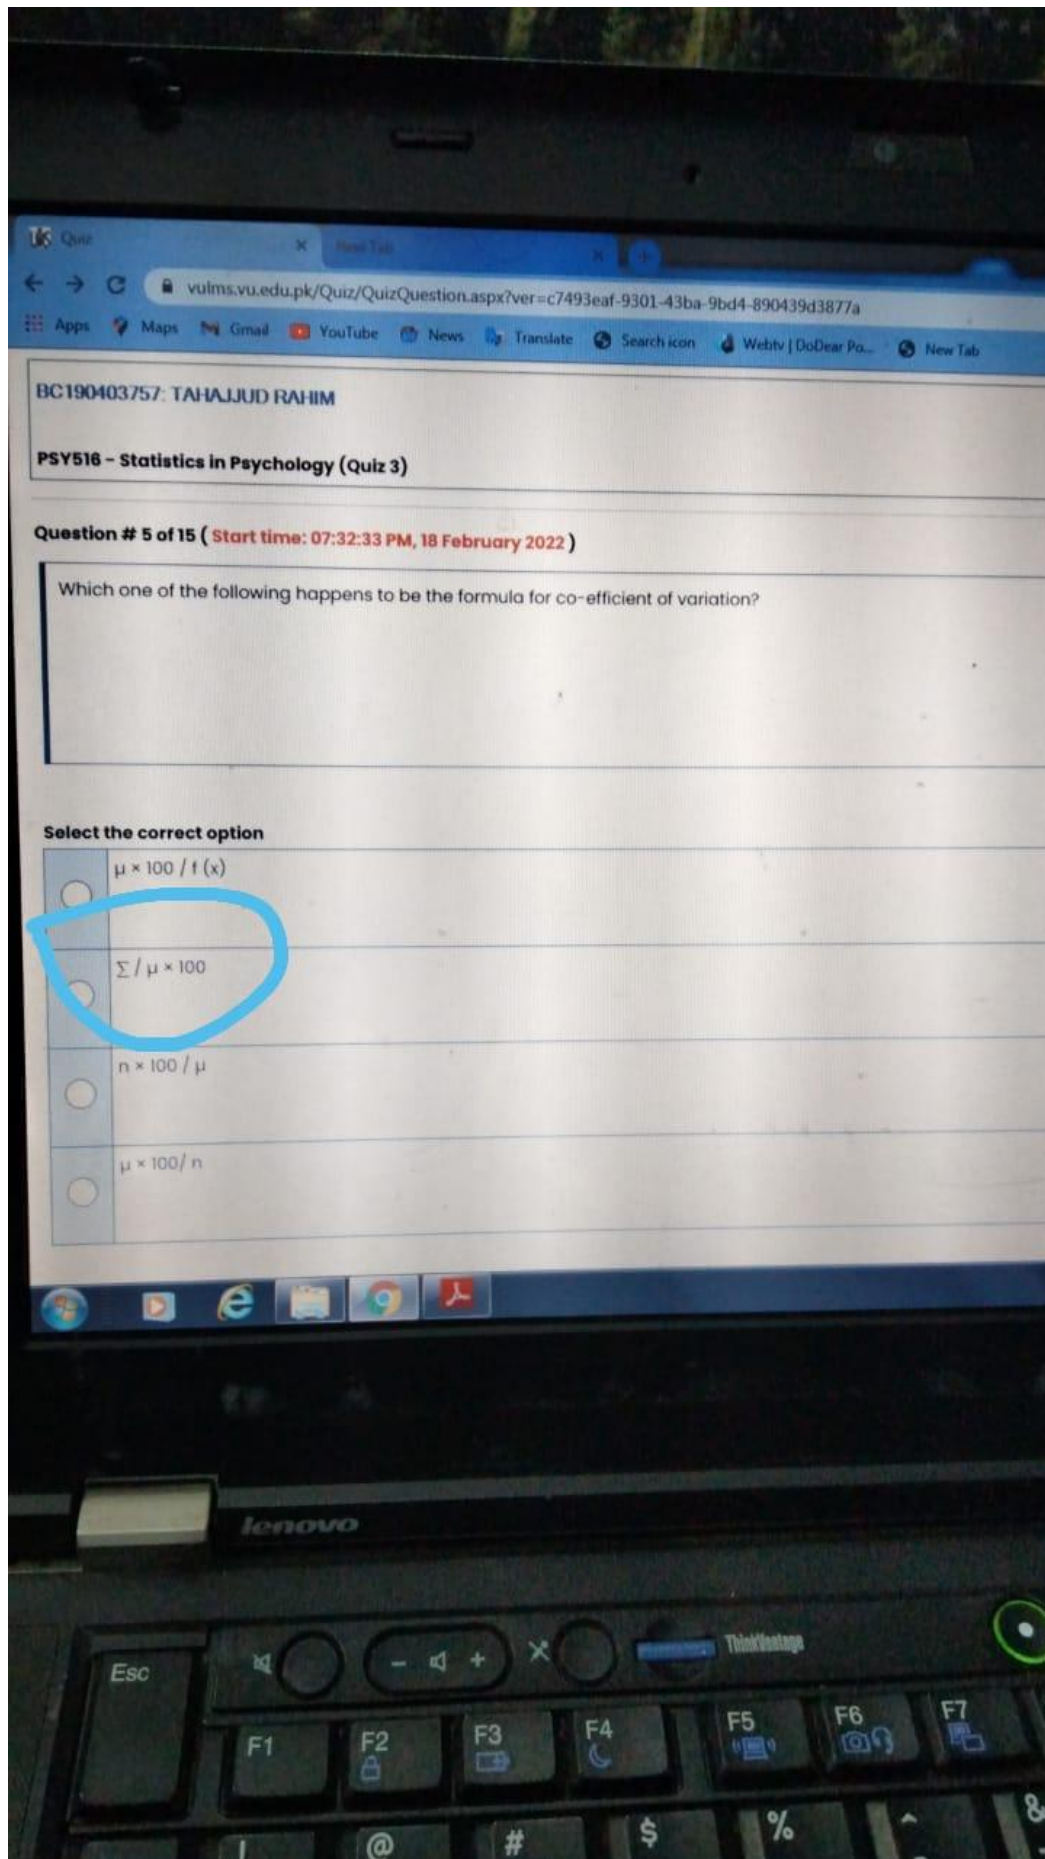 Quiz
New Tab
vulms.vu.edu.pk/Quiz/QuizQuestion.aspx?ver=c7493eaf-9301-43ba-9bd4-890439d3877a
Apps Maps Gmail YouTube News Translate Search icon Webtv | DoDear Po... New Tab
BC190403757: TAHAJJUD RAHIM
PSY516 - Statistics in Psychology (Quiz 3)
Question # 5 of 15 ( Start time: 07:32:33 PM, 18 February 2022 )
Which one of the following happens to be the formula for co-efficient of variation?
Select the correct option
μ × 100 / f (x)
Σ / μ × 100
n × 100 / μ
μ × 100/ n
lenovo
ThinkVantage
Esc
- +
F1 F2 F3 F4 F5 F6 F7
@ # $ % ^ &